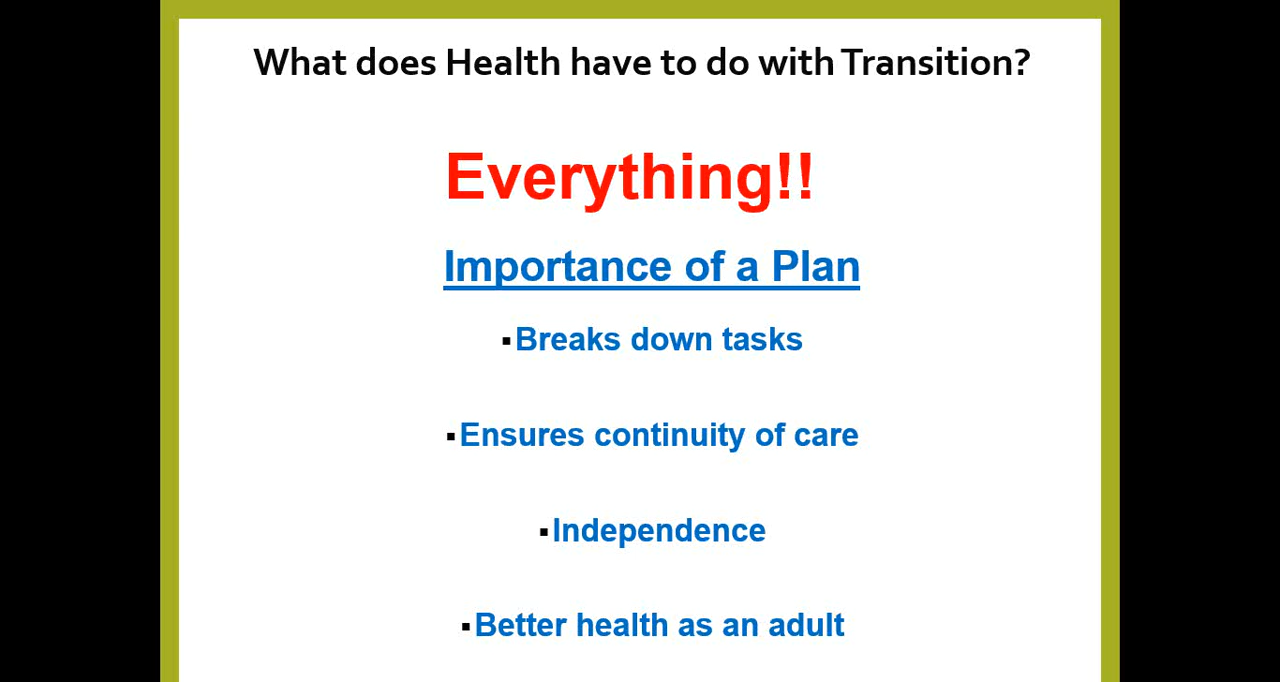 What does Health have to do with Transition?
Everything!!
Importance of a Plan
▪Breaks down tasks
▪Ensures continuity of care
▪Independence
▪Better health as an adult